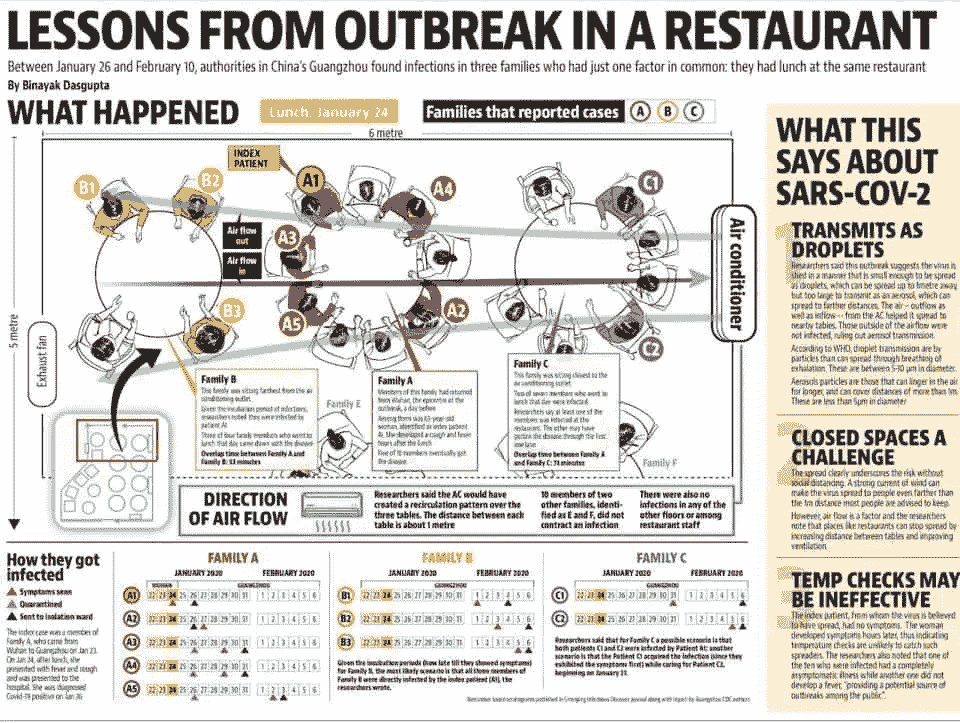 LESSONS FROM OUTBREAK IN A RESTAURANT
Between January 26 and February 10, authorities in China's Guangzhou found infections in three families who had just one factor in common: they had lunch at the same restaurant
By Binayak Dasgupta
WHAT HAPPENED
Lunch, January 24
Families that reported cases A B C
6 metre
5 metre
INDEX
PATIENT
B1
B2
A1
A4
C1
Air flow
out
A3
Air flow
in
B3
A5
A2
C2
Air conditioner
Exhaust fan
Family B
This family was sitting farthest from the air
conditioning outlet
Given the incubation period of infections,
researchers noted they were infected by
patient A1
Three of four family members who went to
lunch that day came down with the disease
Overlap time between Family A and
Family B: 53 minutes
Family E
Family A
Members of this family had returned
from Wuhan, the epicentre of the
outbreak, a day before
Among them was 63-year-old
woman, identified as index patient
A1. She developed a cough and fever
hours after the lunch
Five of 10 members eventually got
the disease
Family C
This family was sitting closest to the
air conditioning outlet
Two of seven members who went to
lunch that day were infected
Researchers say at least one of the
members was infected at the
restaurant. The other may have
gotten the disease through the first
one later
Overlap time between Family A
and Family C: 73 minutes
Family F
DIRECTION
OF AIR FLOW
Researchers said the AC would have
created a recirculation pattern over the
three tables. The distance between each
table is about 1 metre
10 members of two
other families, identi-
fied as E and F, did not
contract an infection
There were also no
infections in any of the
other floors or among
restaurant staff
WHAT THIS
SAYS ABOUT
SARS-COV-2
1
TRANSMITS AS
DROPLETS
Researchers said this outbreak suggests the virus is
shed in a manner that is small enough to be spread
as droplets, which can be spread up to 1metre away,
but too large to transmit as an aerosol, which can
spread to farther distances. The air – outflow as
well as inflow -- from the AC helped it spread to
nearby tables. Those outside of the airflow were
not infected, ruling out aerosol transmission.
According to WHO, droplet transmission are by
particles than can spread through breathing of
exhalation. These are between 5-10 μm in diameter.
Aerosols particles are those that can linger in the air
for longer, and can cover distances of more than 1m.
These are less than 5μm in diameter
2
CLOSED SPACES A
CHALLENGE
The spread clearly underscores the risk without
social distancing. A strong current of wind can
make the virus spread to people even farther than
the 1m distance most people are advised to keep.
However, air flow is a factor and the researchers
note that places like restaurants can stop spread by
increasing distance between tables and improving
ventilation.
3
TEMP CHECKS MAY
BE INEFFECTIVE
The index patient, from whom the virus is believed
to have spread, had no symptoms. The woman
developed symptoms hours later, thus indicating
temperature checks are unlikely to catch such
spreaders. The researchers also noted that one of
the ten who were infected had a completely
asymptomatic illness while another one did not
develop a fever, "providing a potential source of
outbreaks among the public".
How they got
infected
Symptoms seen
Quarantined
Sent to isolation ward
The index case was a member of
Family A, who came from
Wuhan to Guangzhou on Jan 23.
On Jan 24, after lunch, she
presented with fever and cough
and was presented to the
hospital. She was diagnosed
Covid-19 positive on Jan 26
FAMILY A
JANUARY 2020 FEBRUARY 2020
WUHAN GUANGZHOU
A1 22 23 24 25 26 27 28 29 30 31 1 2 3 4 5 6
A2 22 23 24 25 26 27 28 29 30 31 1 2 3 4 5 6
A3 22 23 24 25 26 27 28 29 30 31 1 2 3 4 5 6
A4 22 23 24 25 26 27 28 29 30 31 1 2 3 4 5 6
A5 22 23 24 25 26 27 28 29 30 31 1 2 3 4 5 6
FAMILY B
JANUARY 2020 FEBRUARY 2020
GUANGZHOU
B1 22 23 24 25 26 27 28 29 30 31 1 2 3 4 5 6
B2 22 23 24 25 26 27 28 29 30 31 1 2 3 4 5 6
B3 22 23 24 25 26 27 28 29 30 31 1 2 3 4 5 6
Given the incubation periods (how late till they showed symptoms)
for Family B, the most likely scenario is that all three members of
Family B were directly infected by the index patient (A1), the
researchers wrote.
FAMILY C
JANUARY 2020 FEBRUARY 2020
GUANGZHOU
C1 22 23 24 25 26 27 28 29 30 31 1 2 3 4 5 6
C2 22 23 24 25 26 27 28 29 30 31 1 2 3 4 5 6
Researchers said that for Family C a possible scenario is that
both patients C1 and C2 were infected by Patient A1; another
scenario is that the Patient C1 acquired the infection (since they
exhibited the symptoms first) while caring for Patient C2,
beginning on January 27.
based on diagrams published in Emerging Infectious Diseases journal along with report by Guangzhou CDC authors